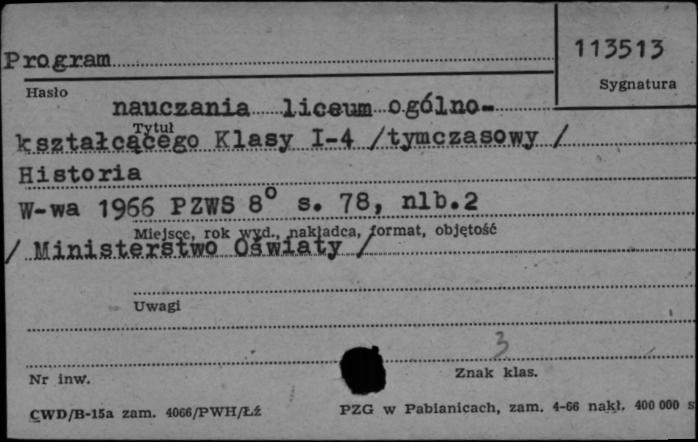 Program
113513
Hasło
Sygnatura
nauczania liceum ogólno-
Tytuł
kształcącego Klasy I-4 /tymczasowy/
Historia
W-wa 1966 PZWS 8° s. 78, nlb.2
Miejsce, rok wyd., nakładca, format, objętość
/ Ministerstwo Oświaty /
Uwagi
3
Nr inw.
Znak klas.
CWD/B-15a zam. 4066/PWH/Łź
PZG w Pabianicach, zam. 4-66 nakł. 400 000 s